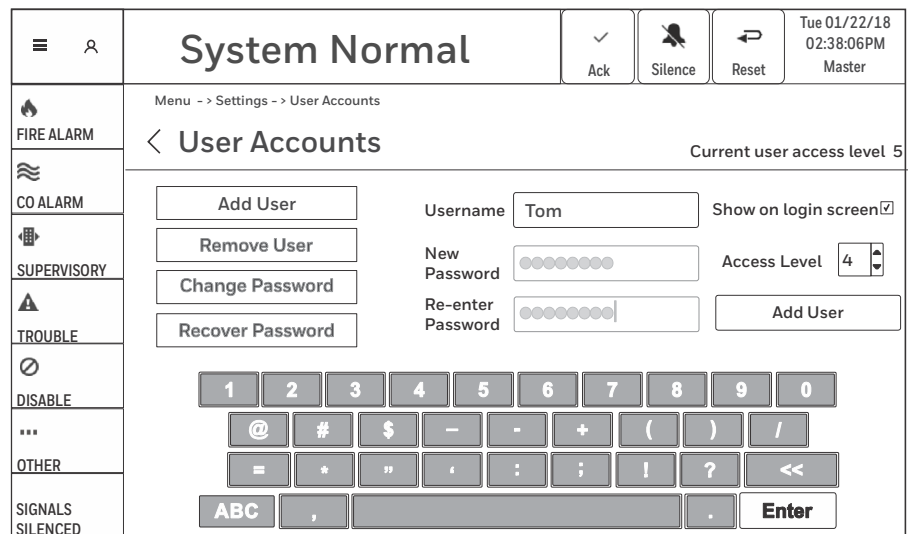 System Normal
Ack
Silence
Reset
Tue 01/22/18
02:38:06PM
Master
FIRE ALARM
CO ALARM
SUPERVISORY
TROUBLE
DISABLE
OTHER
SIGNALS
SILENCED
Menu -> Settings -> User Accounts
< User Accounts
Current user access level 5
Add User
Remove User
Change Password
Recover Password
Username Tom
New
Password
Re-enter
Password
Show on login screen
Access Level 4
Add User
1 2 3 4 5 6 7 8 9 0
@ # $ – - + ( ) /
= * " ‘ : ; ! ? <<
ABC , . Enter